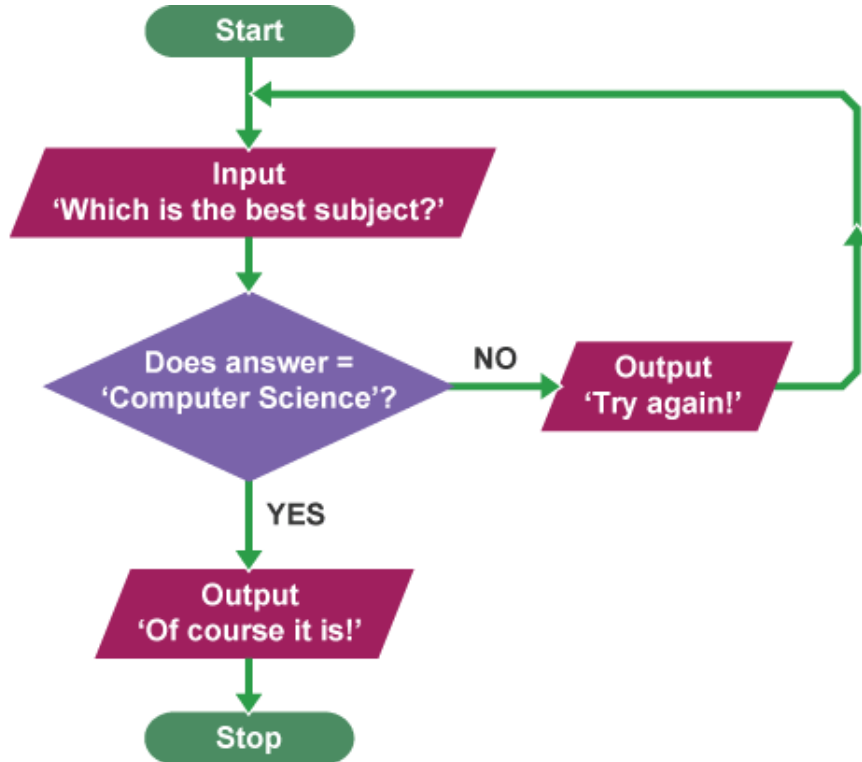 Start
Input
‘Which is the best subject?’
Does answer =
‘Computer Science’?
NO
Output
‘Try again!’
YES
Output
‘Of course it is!’
Stop